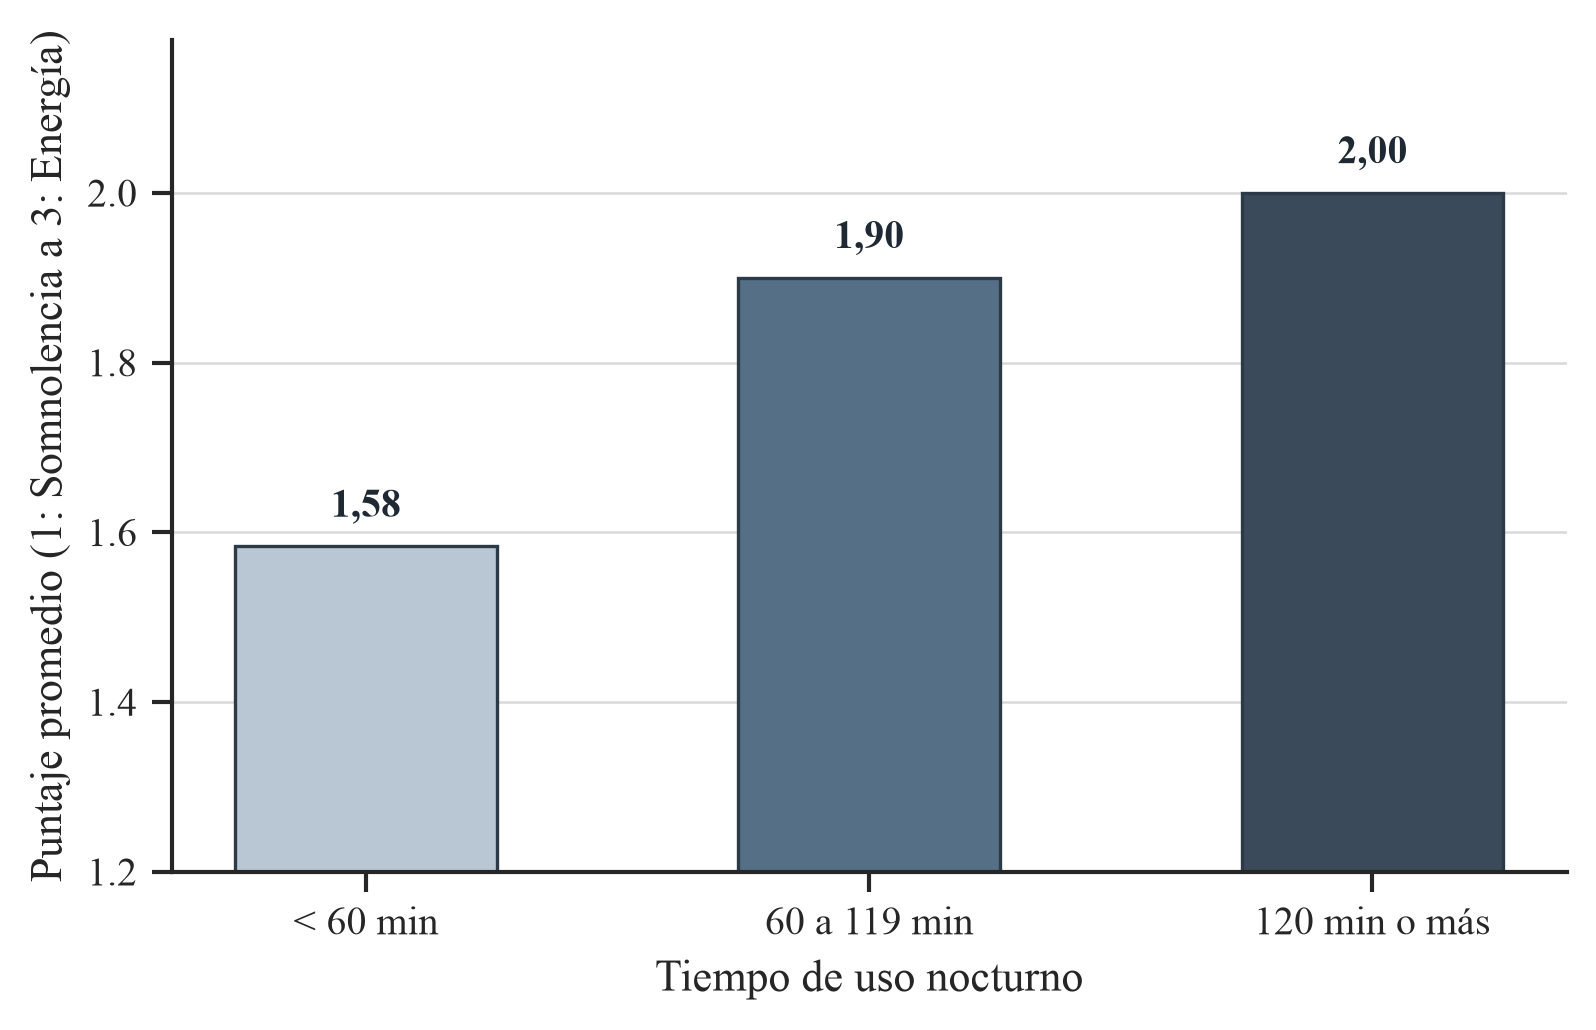 Puntaje promedio (1: Somnolencia a 3: Energía)
2.0
1.8
1.6
1.4
1.2
1,58
1,90
2,00
< 60 min
60 a 119 min
120 min o más
Tiempo de uso nocturno